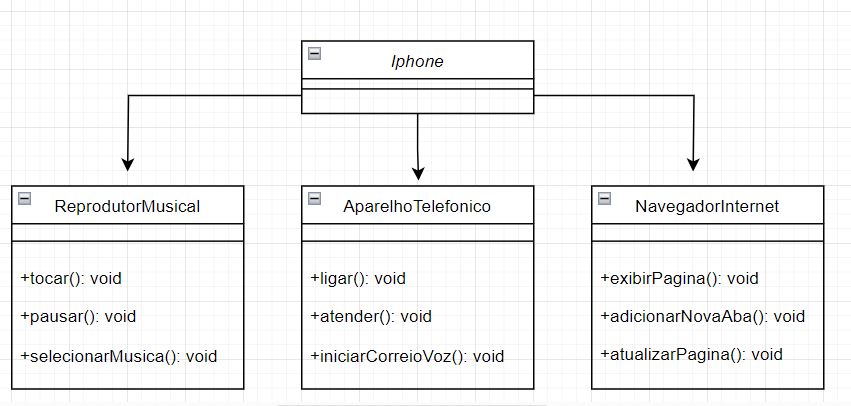 Iphone
ReprodutorMusical
+tocar(): void
+pausar(): void
+selecionarMusica(): void
AparelhoTelefonico
+ligar(): void
+atender(): void
+iniciarCorreioVoz(): void
NavegadorInternet
+exibirPagina(): void
+adicionarNovaAba(): void
+atualizarPagina(): void